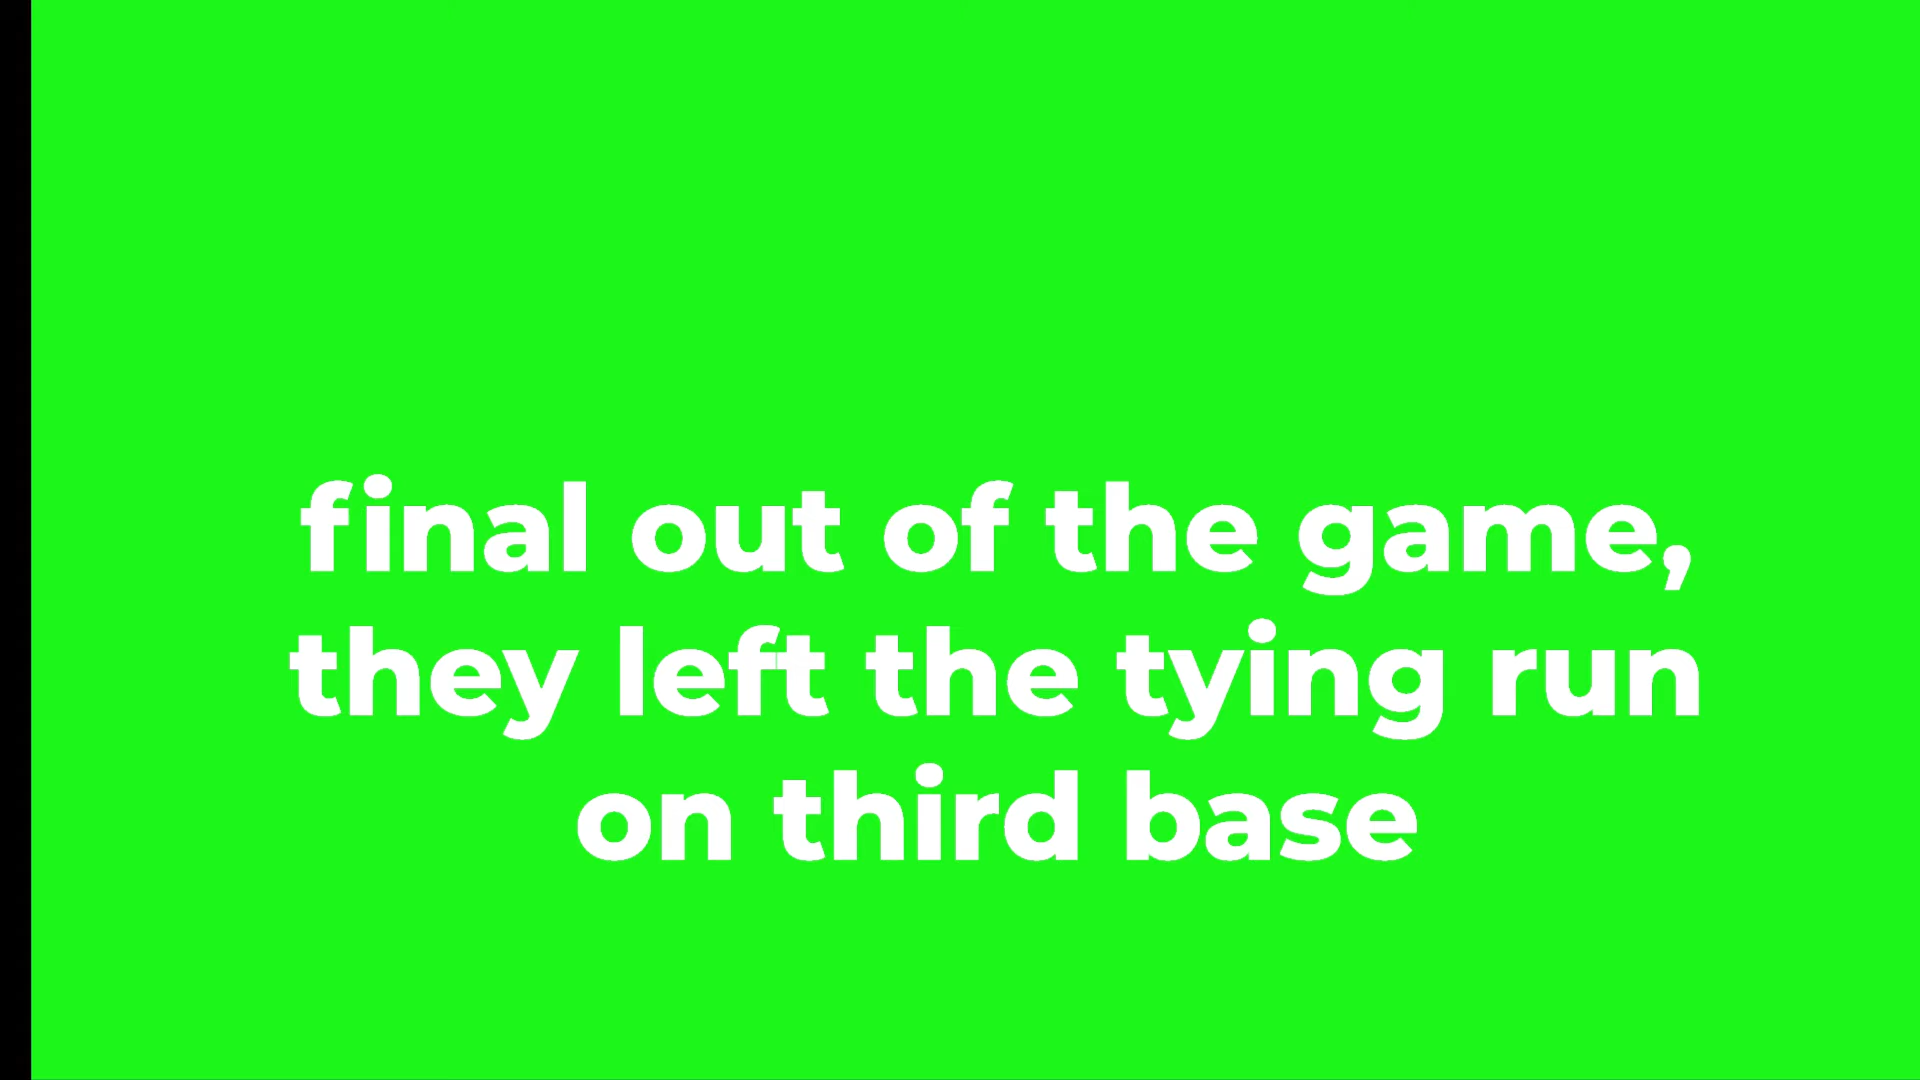 final out of the game,
they left the tying run
on third base